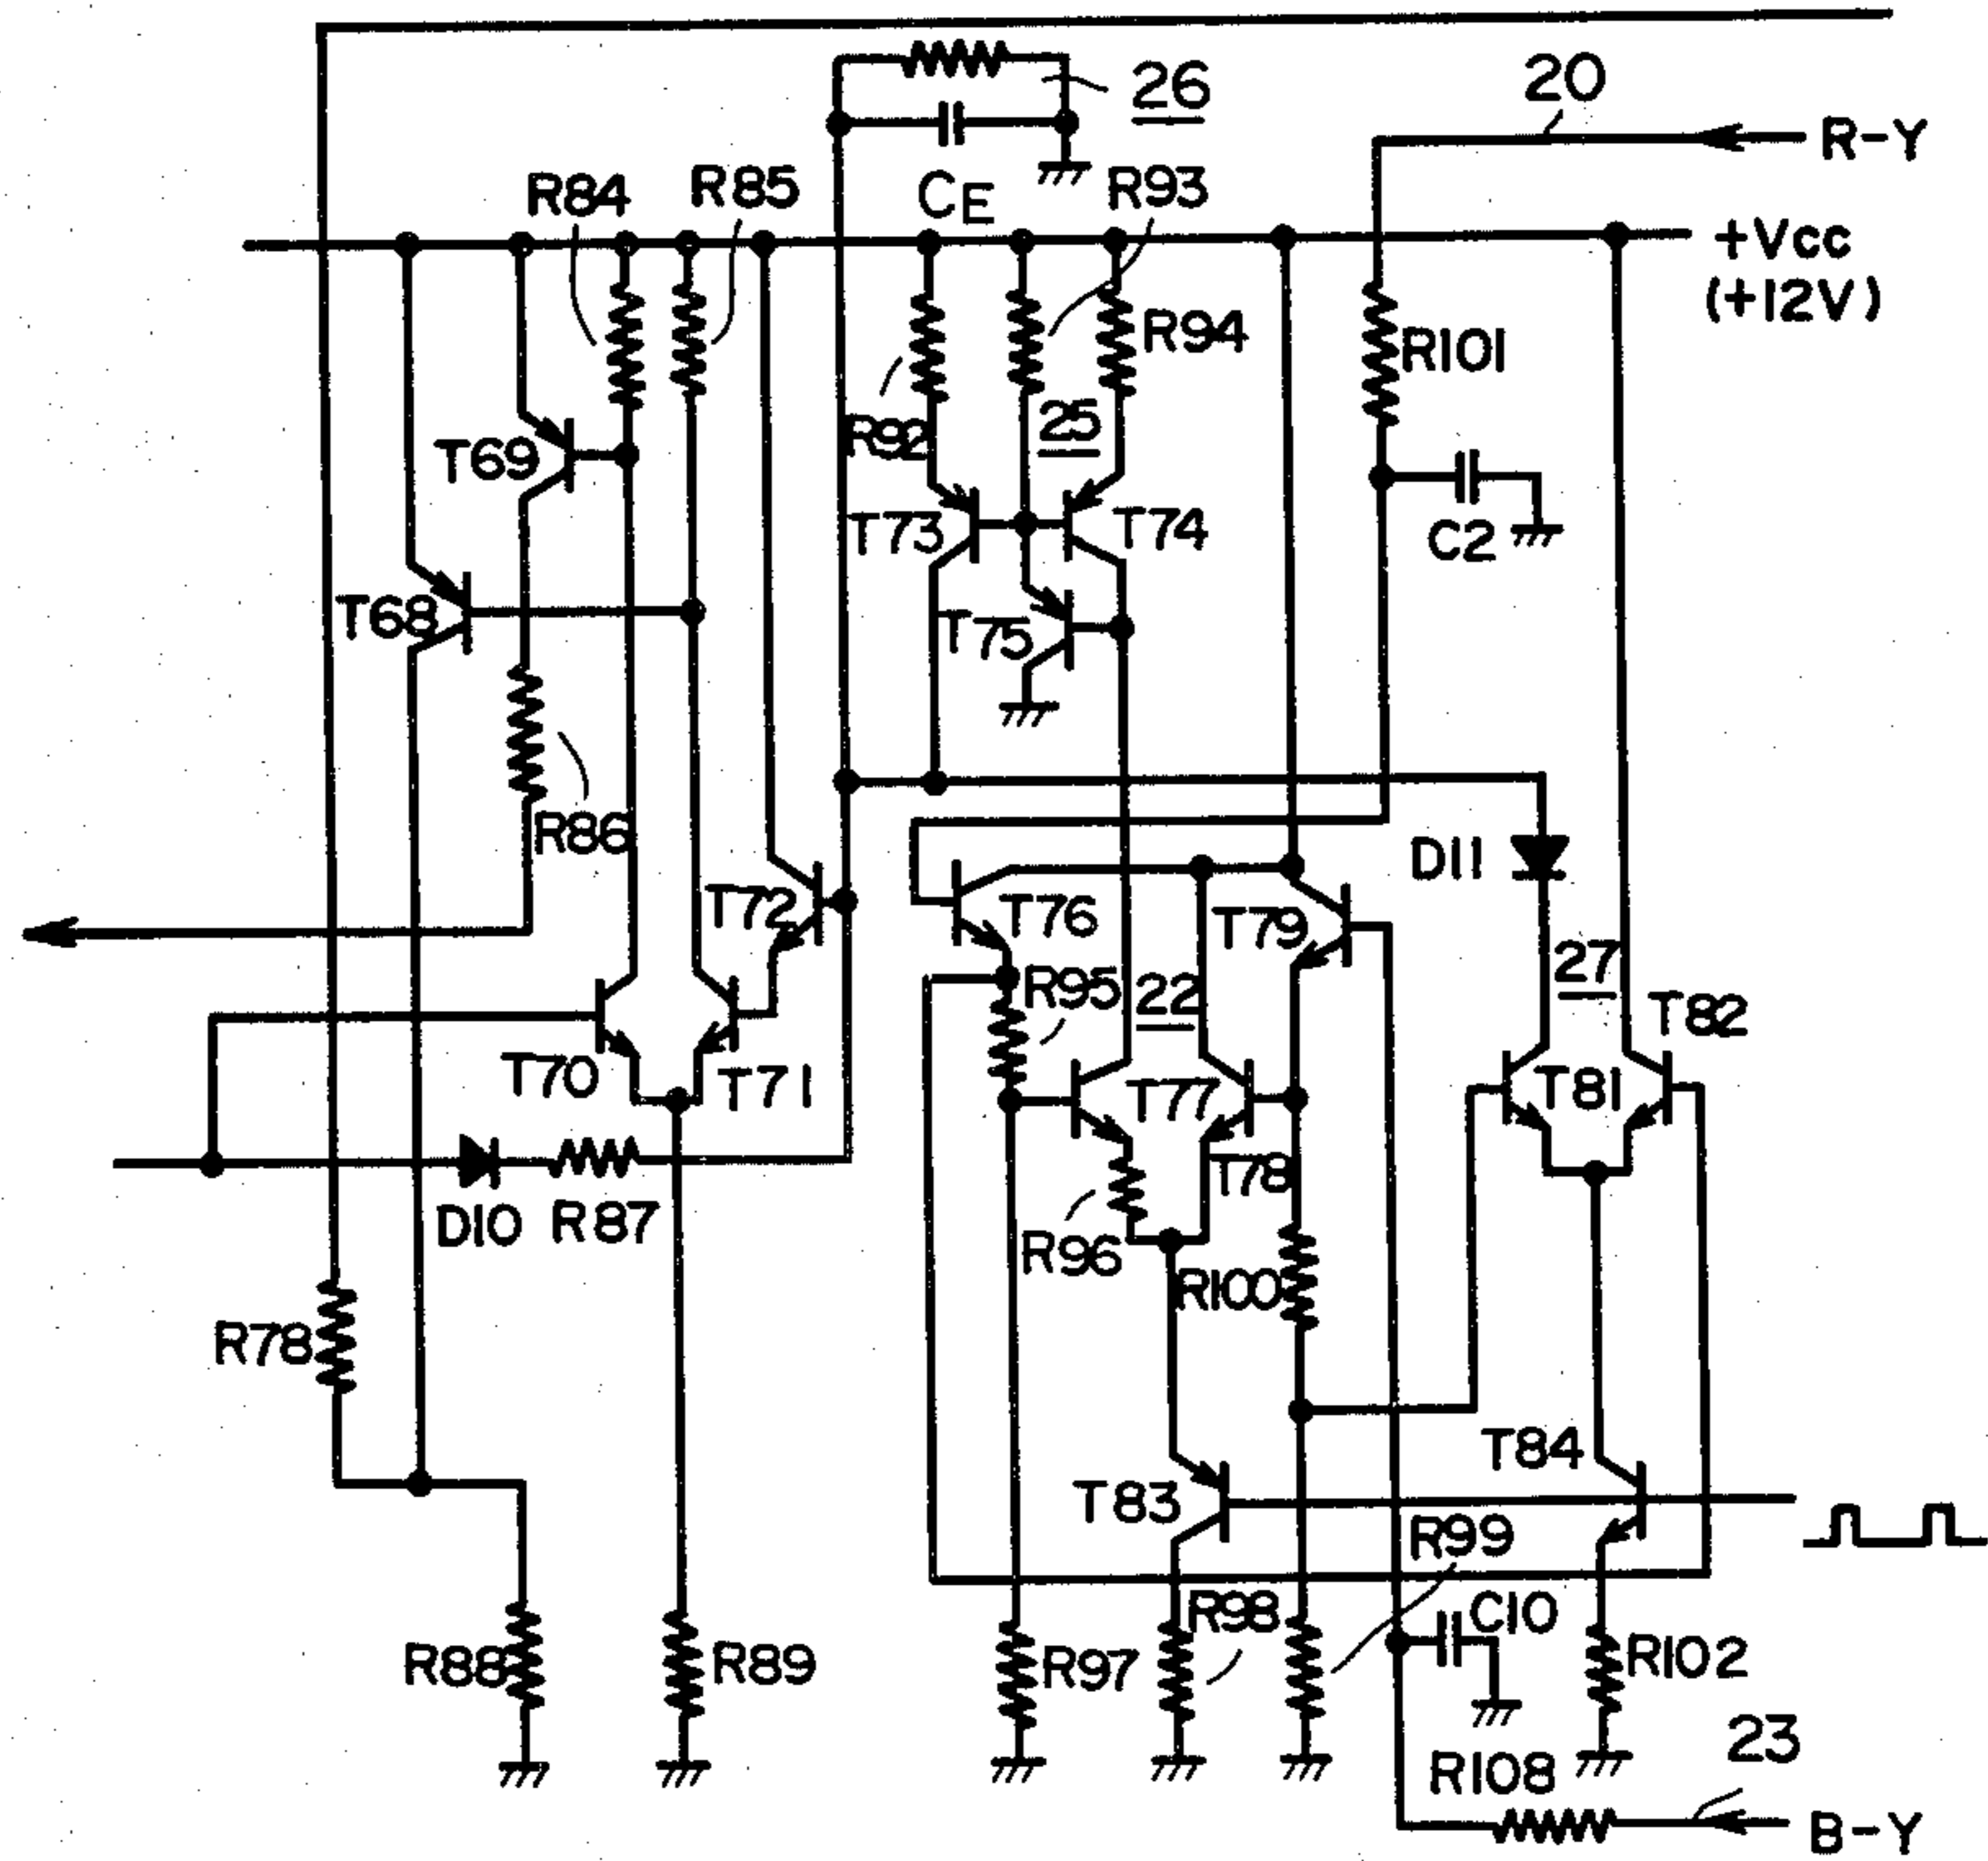 26
20
R-Y
R84
R85
CE
R93
+Vcc
(+12V)
R94
R101
R92
25
T69
T73
T74
C2
T68
T75
R86
D11
T72
T76
T79
27
R95
22
T82
T70
T71
T77
T81
T78
D10
R87
R96
R100
R78
T84
T83
R99
R98
C10
R88
R89
R97
R102
23
R108
B-Y